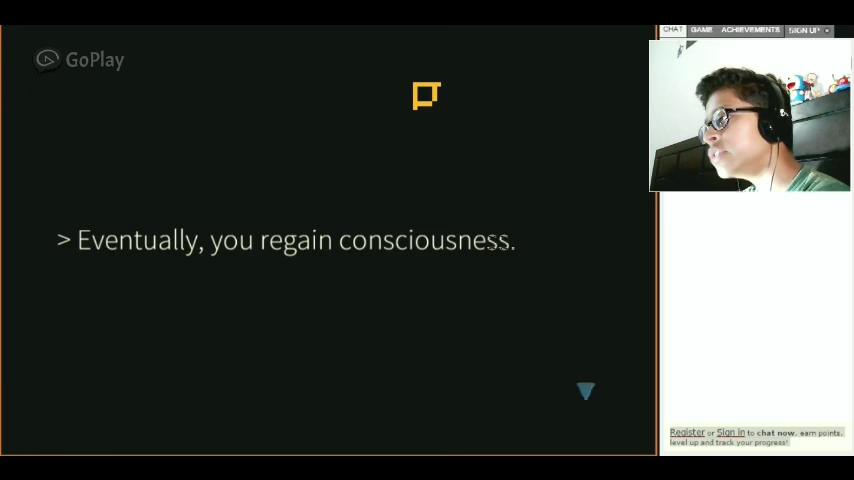 CHAT GAME ACHIEVEMENTS SIGN UP
GoPlay
> Eventually, you regain consciousness.
Register or Sign in to chat now, earn points,
level up and track your progress!